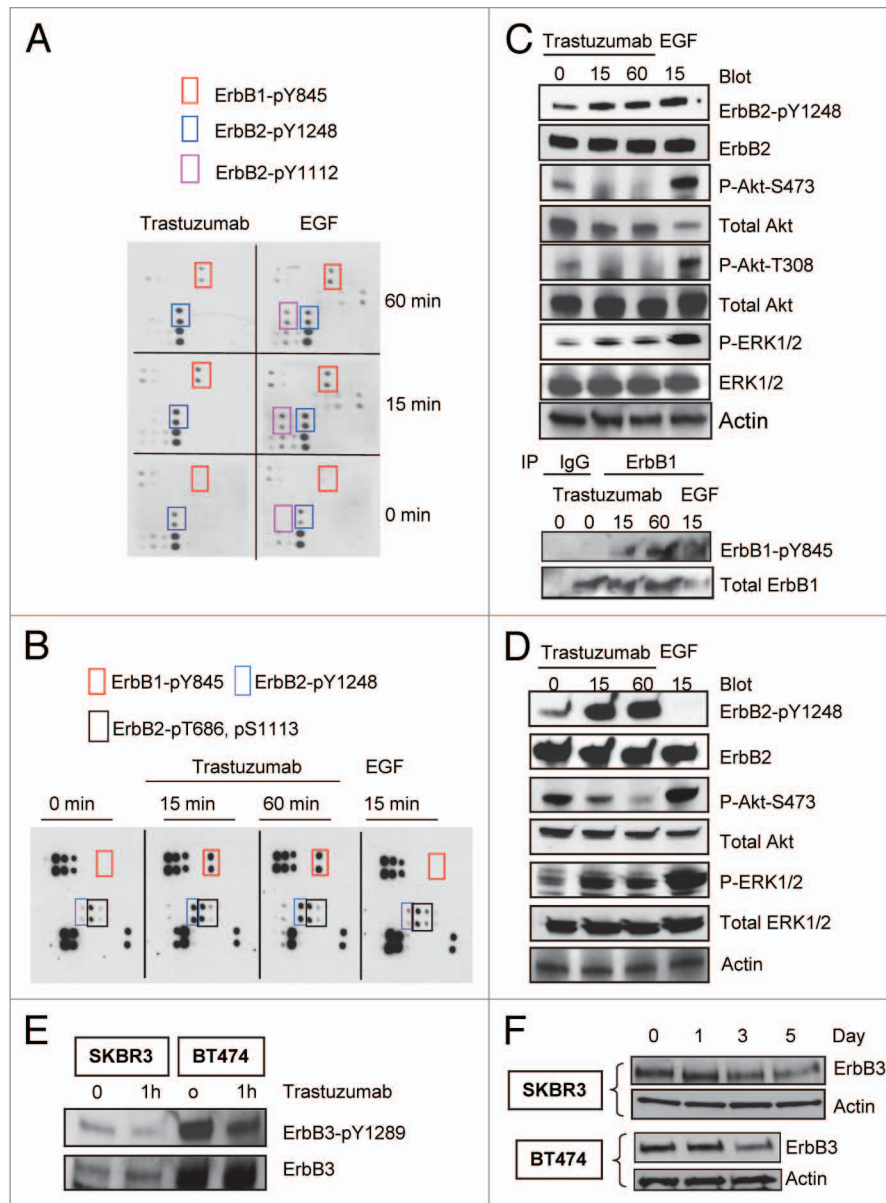 A
ErbB1-pY845
ErbB2-pY1248
ErbB2-pY1112
Trastuzumab EGF
60 min
15 min
0 min
B
ErbB1-pY845 ErbB2-pY1248
ErbB2-pT686, pS1113
Trastuzumab EGF
0 min 15 min 60 min 15 min
C
Trastuzumab EGF
0 15 60 15 Blot
ErbB2-pY1248
ErbB2
P-Akt-S473
Total Akt
P-Akt-T308
Total Akt
P-ERK1/2
ERK1/2
Actin
IP IgG ErbB1
Trastuzumab EGF
0 0 15 60 15
ErbB1-pY845
Total ErbB1
D
Trastuzumab EGF
0 15 60 15 Blot
ErbB2-pY1248
ErbB2
P-Akt-S473
Total Akt
P-ERK1/2
Total ERK1/2
Actin
E
SKBR3 BT474
0 1h o 1h Trastuzumab
ErbB3-pY1289
ErbB3
F
0 1 3 5 Day
SKBR3
ErbB3
Actin
BT474
ErbB3
Actin